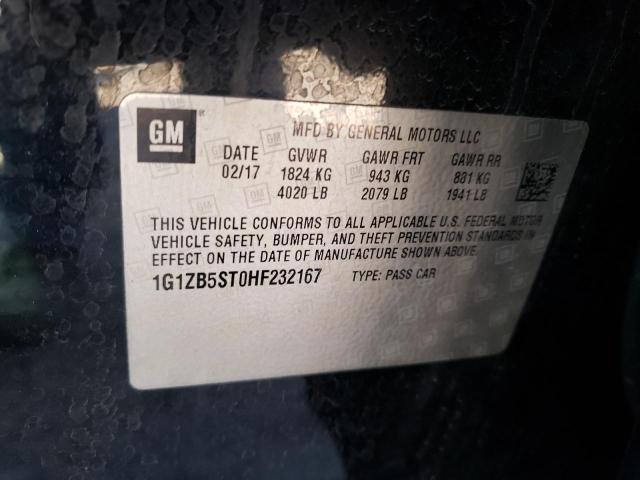 GM
MFD BY GENERAL MOTORS LLC
DATE GVWR GAWR FRT GAWR RR
02/17 1824 KG 943 KG 881 KG
4020 LB 2079 LB 1941 LB
THIS VEHICLE CONFORMS TO ALL APPLICABLE U.S. FEDERAL MOTOR
VEHICLE SAFETY, BUMPER, AND THEFT PREVENTION STANDARDS IN
EFFECT ON THE DATE OF MANUFACTURE SHOWN ABOVE.
1G1ZB5ST0HF232167 TYPE: PASS CAR